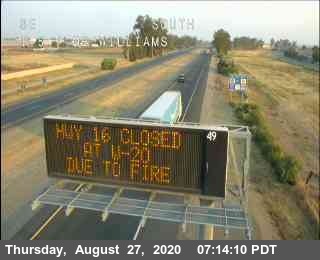 SOUTH
WILLIAMS
HWY 16 CLOSED
AT W-20
DUE TO FIRE
49
Thursday, August 27, 2020 07:14:10 PDT